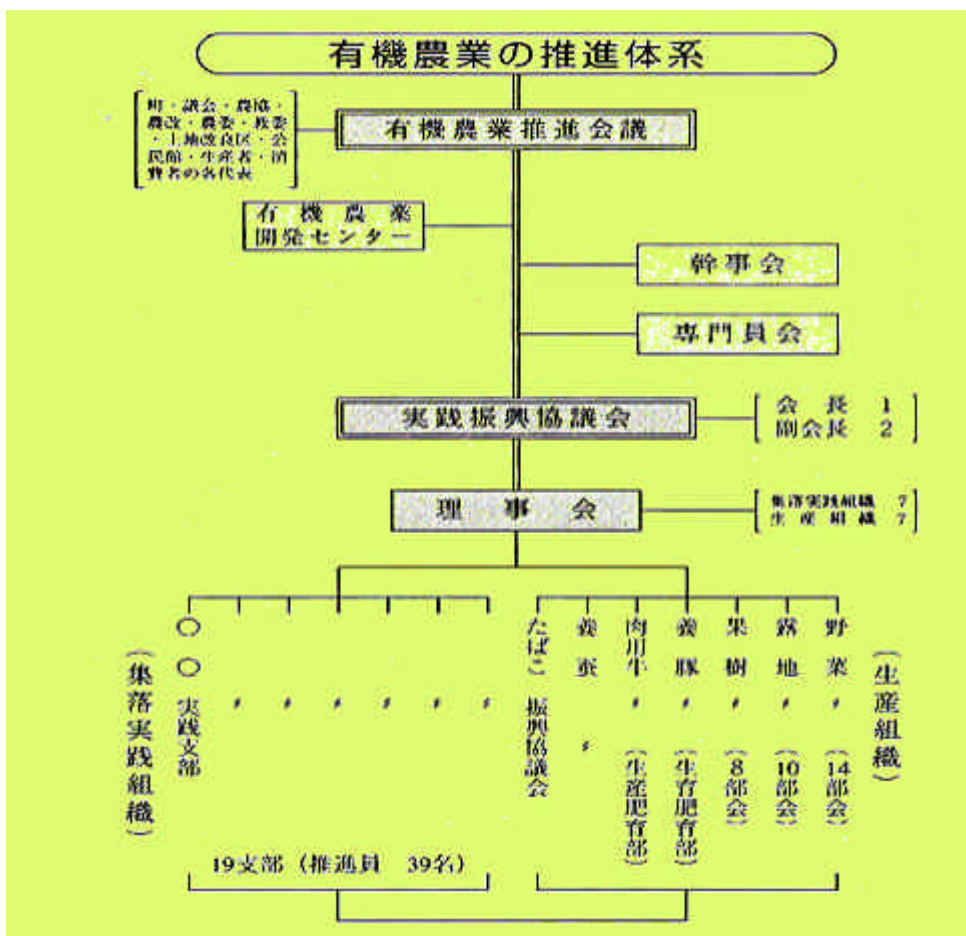 有機農業の推進体系
町・議会・農協・
農改・農委・教委
・土地改良区・公
民館・生産者・消
費者の各代表
有機農業推進会議
有機農業
開発センター
幹事会
専門員会
実践振興協議会
会長 1
副会長 2
理事会
集落実践組織 7
生産組織 7
(集落実践組織)
○○実践支部
〃
〃
〃
〃
〃
〃
たばこ振興協議会
養蚕 〃
肉用牛 〃 (生産肥育部)
養豚 〃 (生育肥育部)
果樹 〃 (8部会)
露地 〃 (10部会)
野菜 〃 (14部会)
(生産組織)
19支部(推進員 39名)